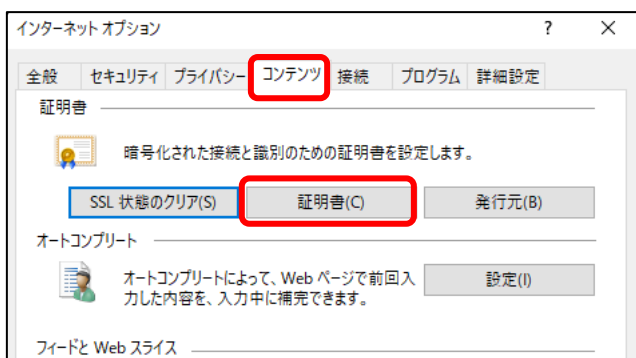 インターネット オプション ? ×
全般 セキュリティ プライバシー コンテンツ 接続 プログラム 詳細設定
証明書
暗号化された接続と識別のための証明書を設定します。
SSL 状態のクリア(S) 証明書(C) 発行元(B)
オートコンプリート
オートコンプリートによって、Web ページで前回入
力した内容を、入力中に補完できます。
設定(I)
フィードと Web スライス